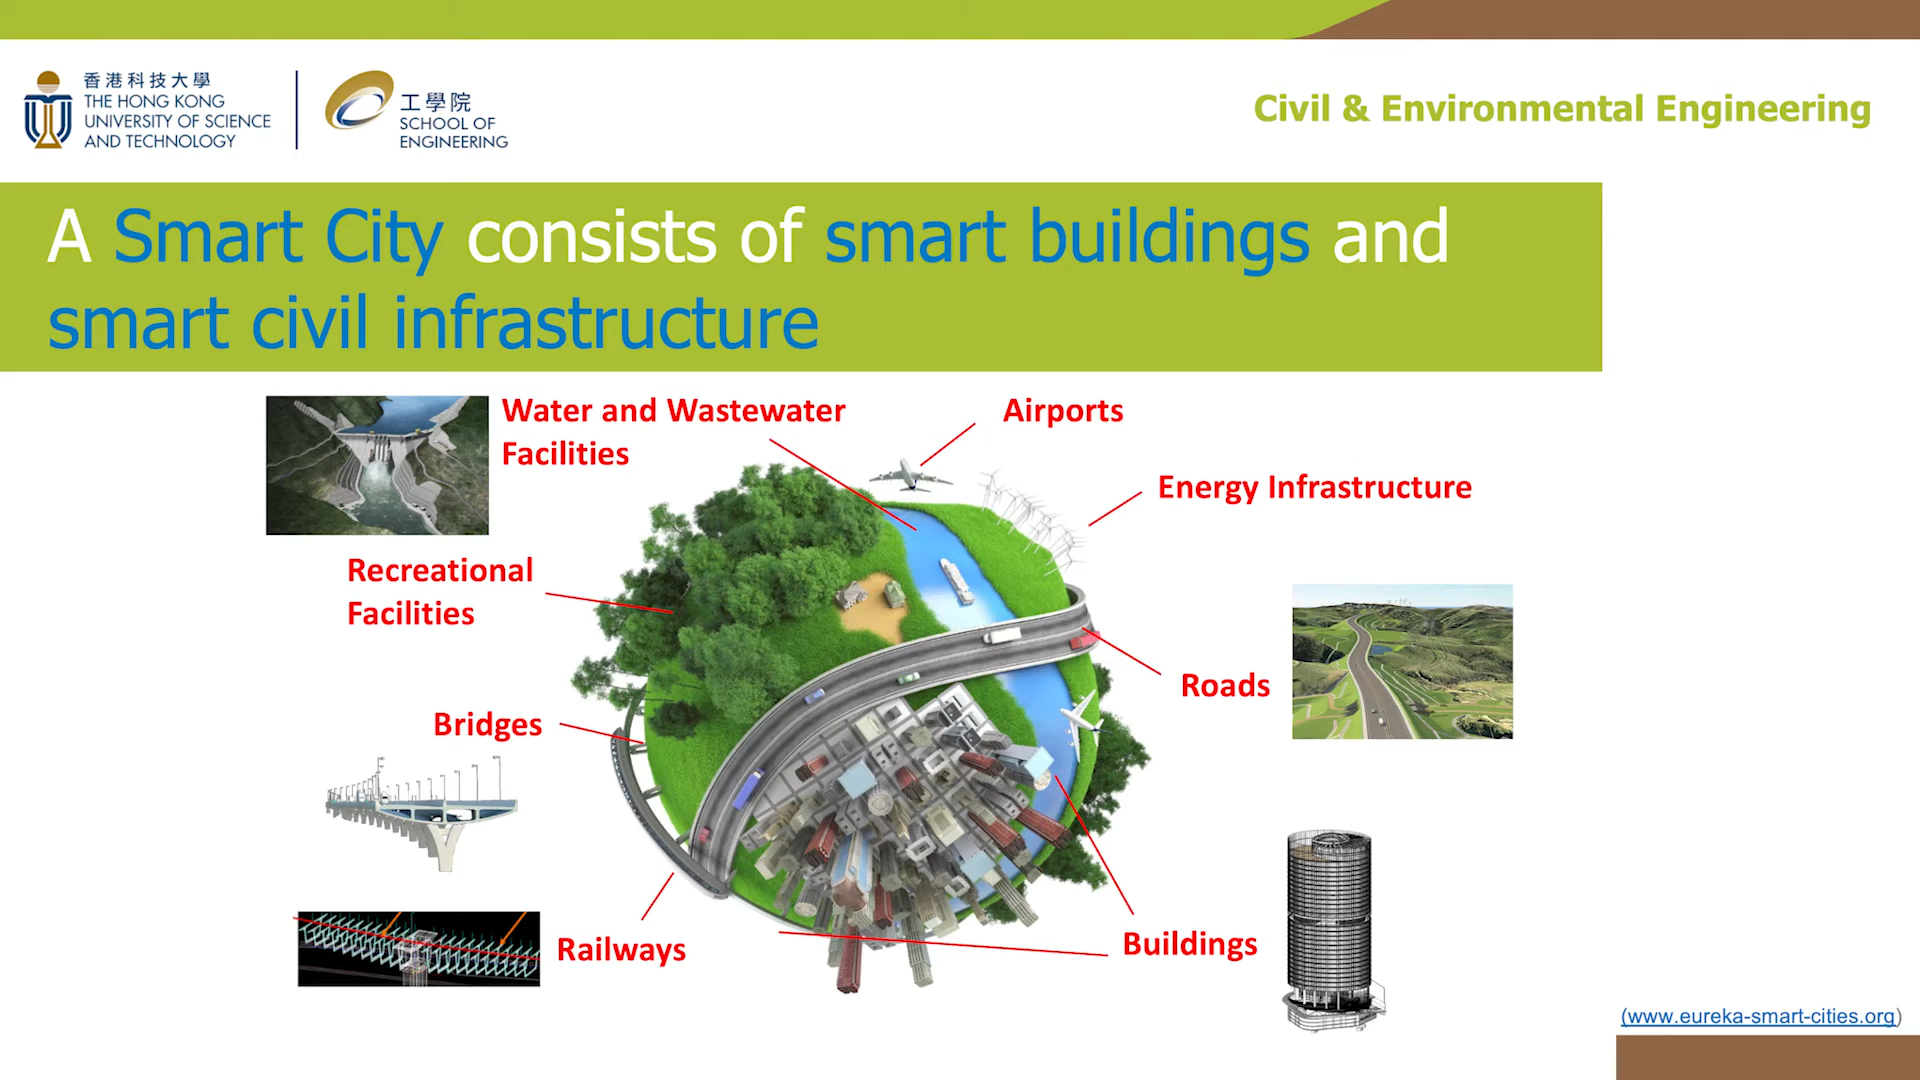 香港科技大學
THE HONG KONG
UNIVERSITY OF SCIENCE
AND TECHNOLOGY
工學院
SCHOOL OF
ENGINEERING
Civil & Environmental Engineering
A Smart City consists of smart buildings and
smart civil infrastructure
Water and Wastewater
Facilities
Airports
Energy Infrastructure
Recreational
Facilities
Roads
Bridges
Railways
Buildings
(www.eureka-smart-cities.org)